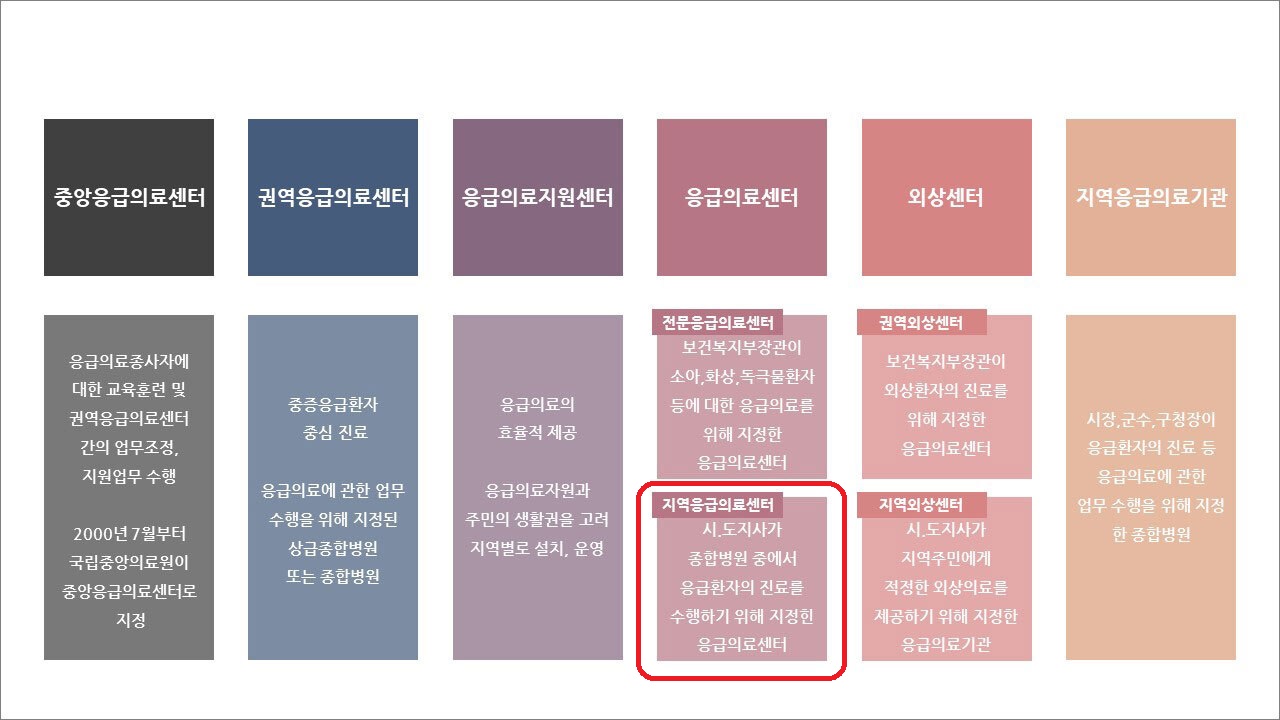 중앙응급의료센터
권역응급의료센터
응급의료지원센터
응급의료센터
외상센터
지역응급의료기관
응급의료종사자에
대한 교육훈련 및
권역응급의료센터
간의 업무조정,
지원업무 수행
2000년 7월부터
국립중앙의료원이
중앙응급의료센터로
지정
중증응급환자
중심 진료
응급의료에 관한 업무
수행을 위해 지정된
상급종합병원
또는 종합병원
응급의료의
효율적 제공
응급의료자원과
주민의 생활권을 고려
지역별로 설치, 운영
전문응급의료센터
보건복지부장관이
소아,화상,독극물환자
등에 대한 응급의료를
위해 지정한
응급의료센터
지역응급의료센터
시.도지사가
종합병원 중에서
응급환자의 진료를
수행하기 위해 지정한
응급의료센터
권역외상센터
보건복지부장관이
외상환자의 진료를
위해 지정한
응급의료센터
지역외상센터
시.도지사가
지역주민에게
적정한 외상의료를
제공하기 위해 지정한
응급의료기관
시장,군수,구청장이
응급환자의 진료 등
응급의료에 관한
업무 수행을 위해 지정
한 종합병원